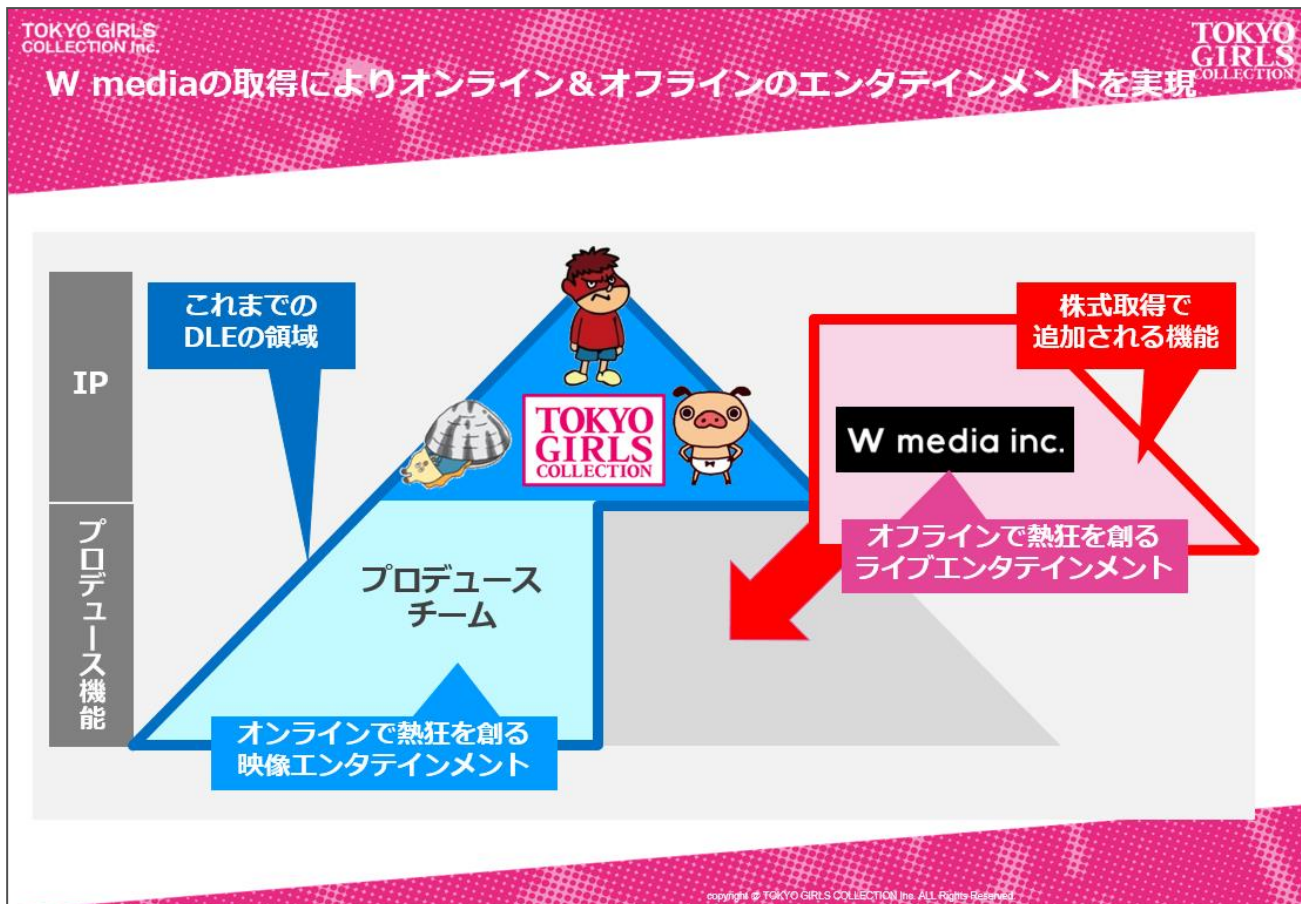 TOKYO GIRLS
COLLECTION Inc.
TOKYO
GIRLS
COLLECTION
W mediaの取得によりオンライン＆オフラインのエンタテインメントを実現
IP
プロデュース機能
これまでの
DLEの領域
TOKYO
GIRLS
COLLECTION
株式取得で
追加される機能
W media inc.
オフラインで熱狂を創る
ライブエンタテインメント
プロデュース
チーム
オンラインで熱狂を創る
映像エンタテインメント
copyright @ TOKYO GIRLS COLLECTION Inc. ALL Rights Reserved